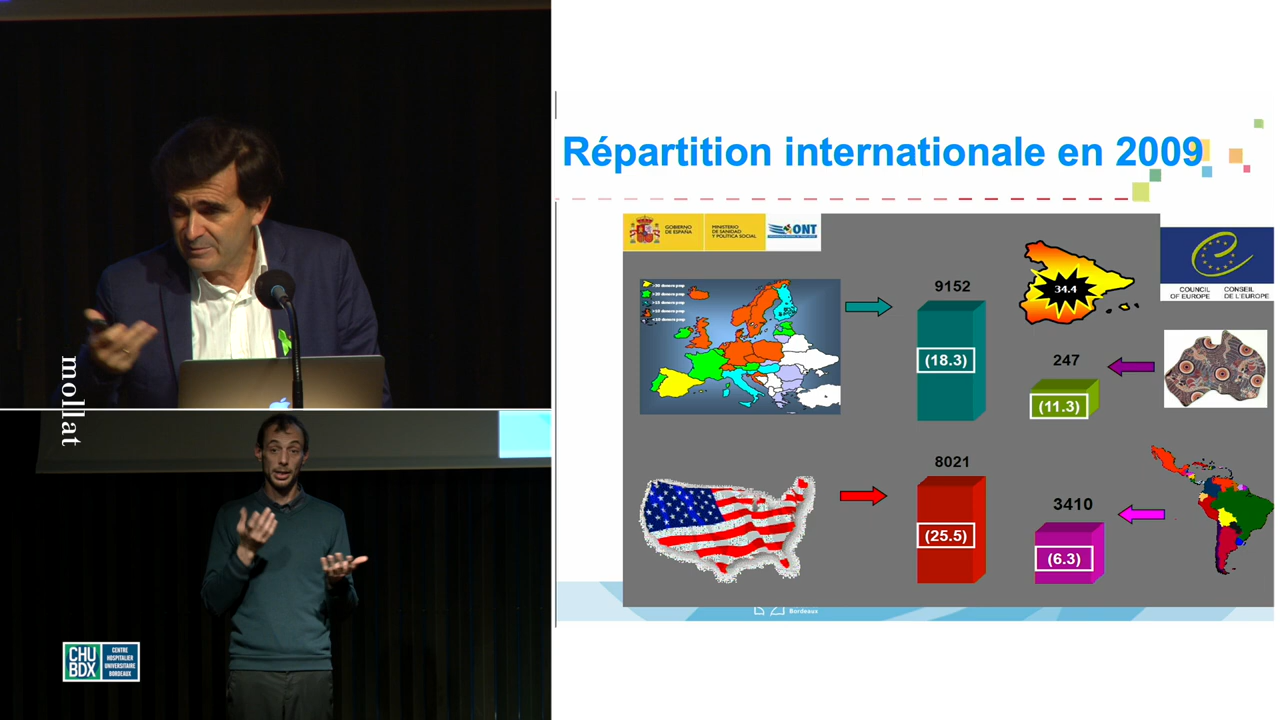 Répartition internationale en 2009
GOBIERNO
DE ESPAÑA
MINISTERIO
DE SANIDAD
Y POLÍTICA SOCIAL
ONT
COUNCIL
OF EUROPE
CONSEIL
DE L'EUROPE
34.4
9152
(18.3)
247
(11.3)
8021
(25.5)
3410
(6.3)
Bordeaux
mollat
CHU
BDX
CENTRE
HOSPITALIER
UNIVERSITAIRE
BORDEAUX